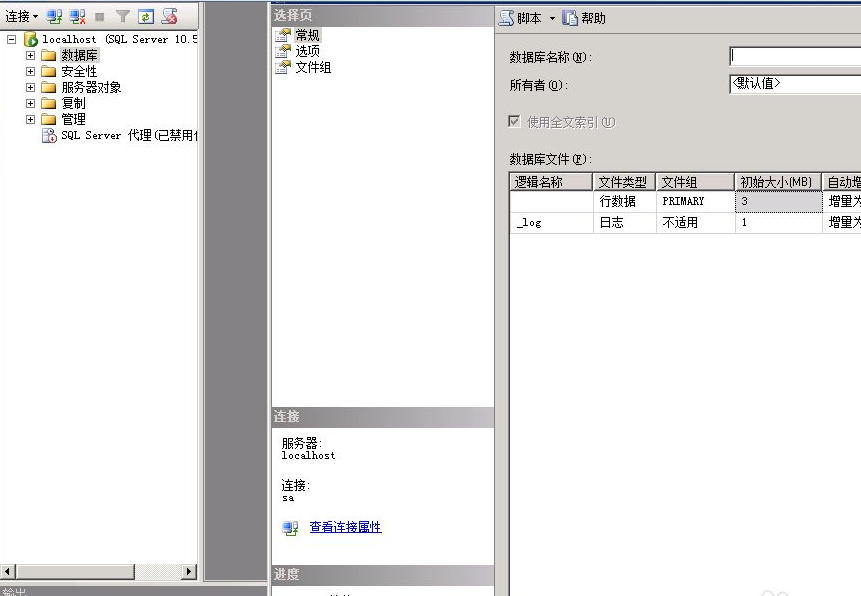 连接
localhost (SQL Server 10.5
数据库
安全性
服务器对象
复制
管理
SQL Server 代理(已禁用
输出
选择页
常规
选项
文件组
连接
服务器:
localhost
连接:
sa
查看连接属性
进度
脚本 帮助
数据库名称(N):
所有者(O): <默认值>
使用全文索引(U)
数据库文件(F):
逻辑名称 文件类型 文件组 初始大小(MB) 自动增
行数据 PRIMARY 3 增量为
_log 日志 不适用 1 增量为